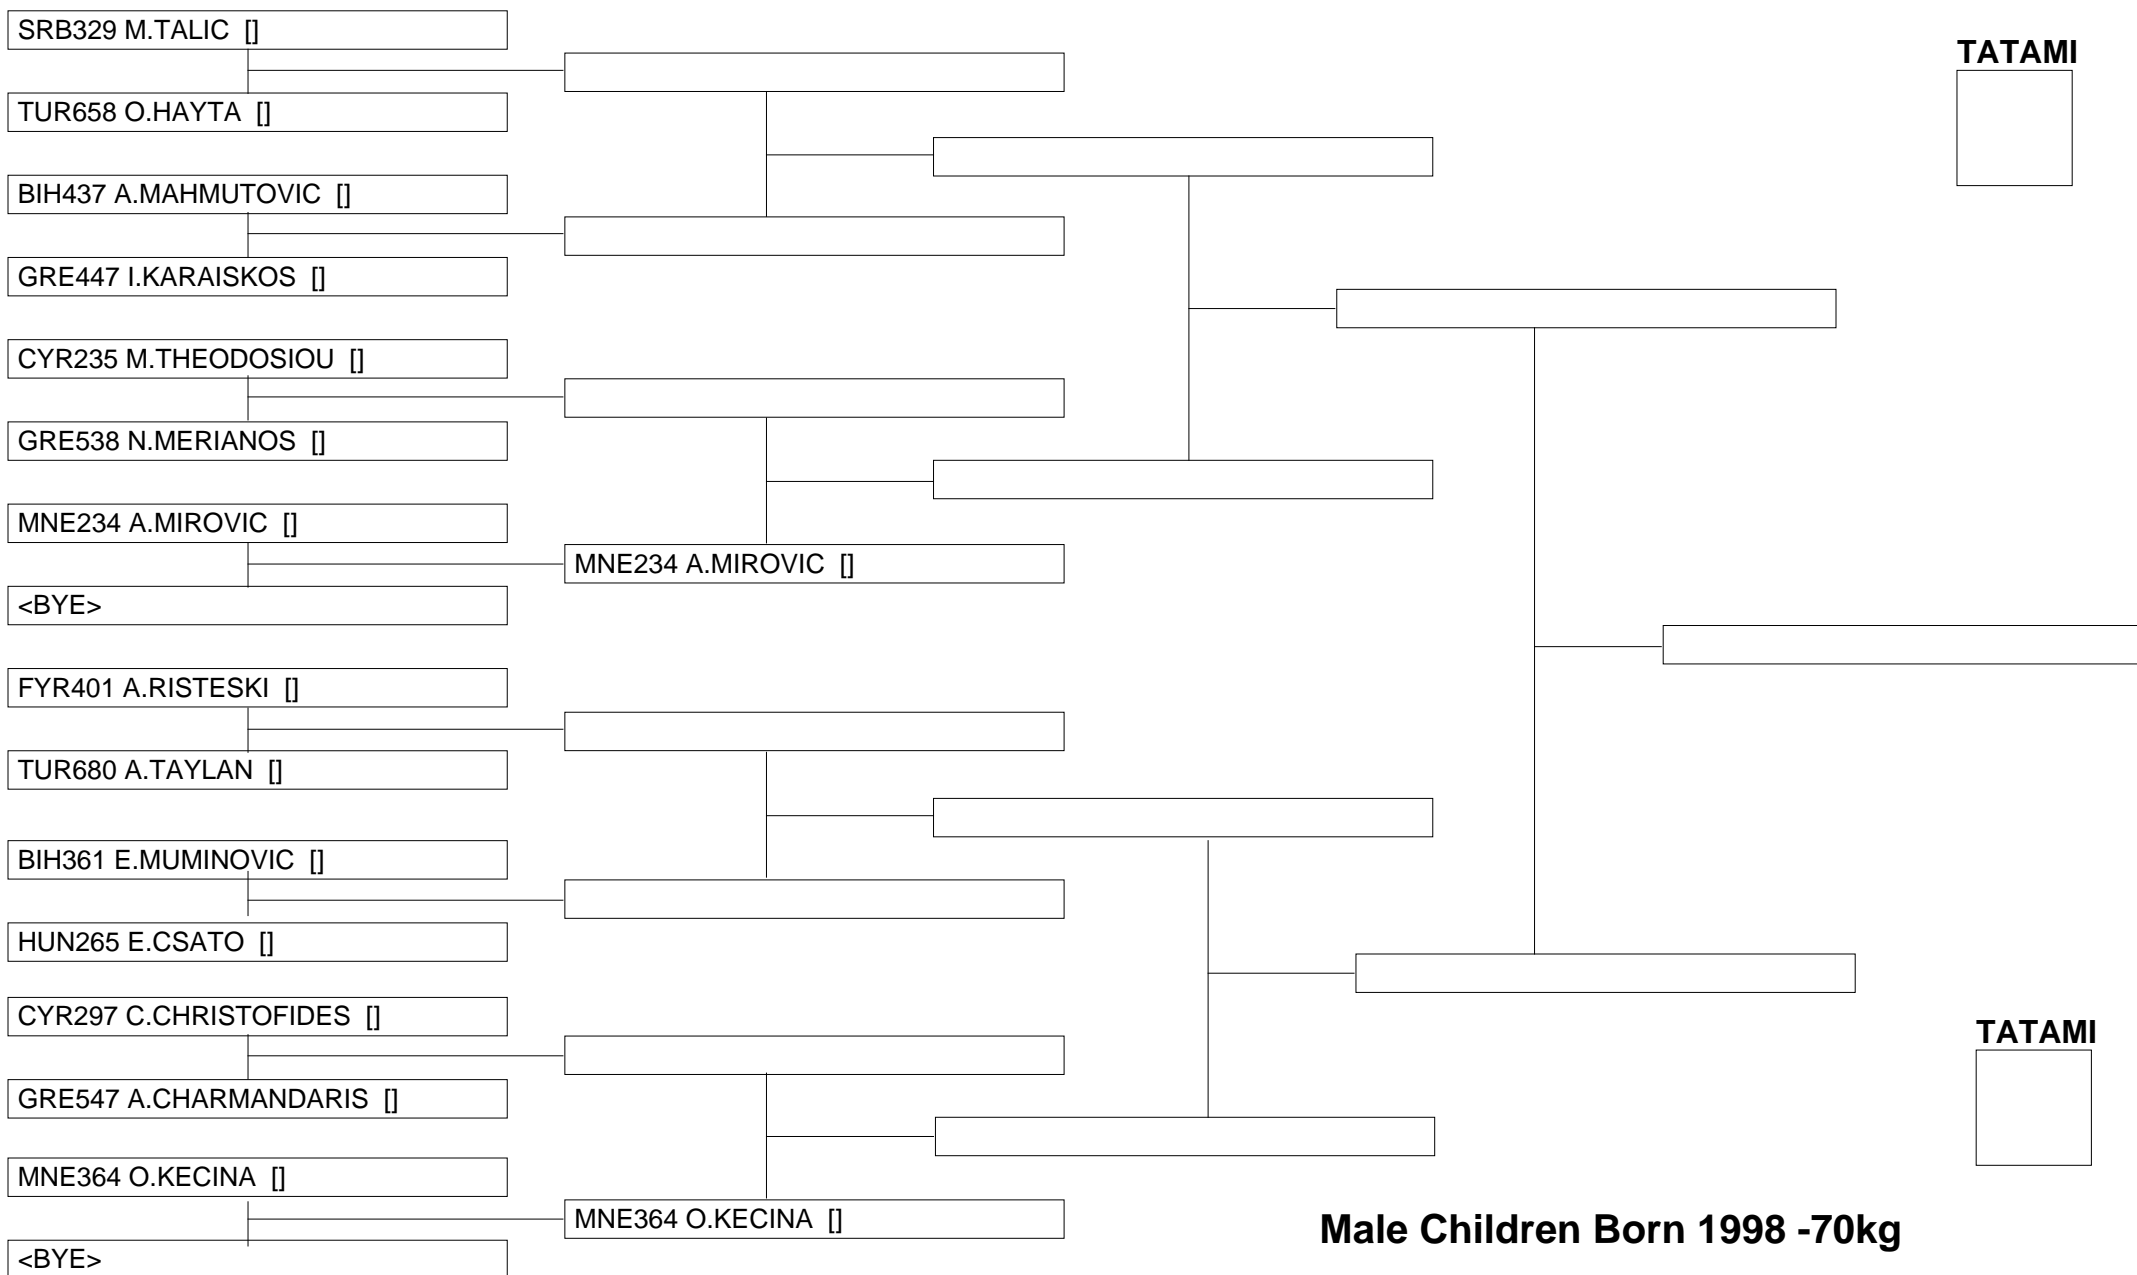 SRB329 M.TALIC []
TATAMI
TUR658 O.HAYTA []
BIH437 A.MAHMUTOVIC []
GRE447 I.KARAISKOS []
CYR235 M.THEODOSIOU []
GRE538 N.MERIANOS []
MNE234 A.MIROVIC []
MNE234 A.MIROVIC []
<BYE>
FYR401 A.RISTESKI []
TUR680 A.TAYLAN []
BIH361 E.MUMINOVIC []
HUN265 E.CSATO []
CYR297 C.CHRISTOFIDES []
TATAMI
GRE547 A.CHARMANDARIS []
MNE364 O.KECINA []
MNE364 O.KECINA []
Male Children Born 1998 -70kg
<BYE>